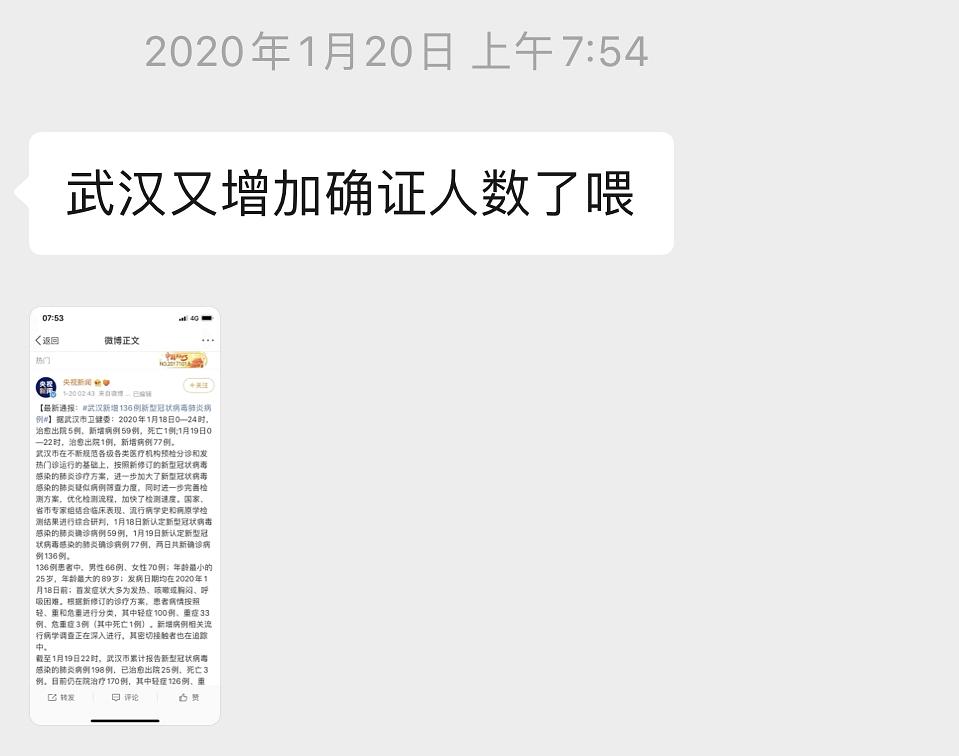 2020年1月20日 上午7:54
武汉又增加确证人数了喂
07:53
4G
返回
微博正文
热门
央视新闻
央视
新闻
+关注
1-20 02:43 来自微博 ... 已编辑
【最新通报：#武汉新增136例新型冠状病毒肺炎病
例#】据武汉市卫健委：2020年1月18日0—24时，
治愈出院5例，新增病例59例，死亡1例;1月19日0
—22时，治愈出院1例，新增病例77例。
武汉市在不断规范各级各类医疗机构预检分诊和发
热门诊运行的基础上，按照新修订的新型冠状病毒
感染的肺炎诊疗方案，进一步加大了新型冠状病毒
感染的肺炎疑似病例筛查力度，同时进一步完善检
测方案，优化检测流程，加快了检测速度。国家、
省市专家组结合临床表现、流行病学史和病原学检
测结果进行综合研判，1月18日新认定新型冠状病毒
感染的肺炎确诊病例59例，1月19日新认定新型冠
状病毒感染的肺炎确诊病例77例，两日共新确诊病
例136例。
136例患者中，男性66例、女性70例；年龄最小的
25岁，年龄最大的89岁；发病日期均在2020年1
月18日前；首发症状大多为发热、咳嗽或胸闷、呼
吸困难。根据新修订的诊疗方案，患者病情按照
轻、重和危重进行分类，其中轻症100例、重症33
例、危重症3例（其中死亡1例）。新增病例相关流
行病学调查正在深入进行，其密切接触者也在追踪
中。
截至1月19日22时，武汉市累计报告新型冠状病毒
感染的肺炎病例198例，已治愈出院25例、死亡3
例。目前仍在院治疗170例，其中轻症126例、重
转发
评论
赞